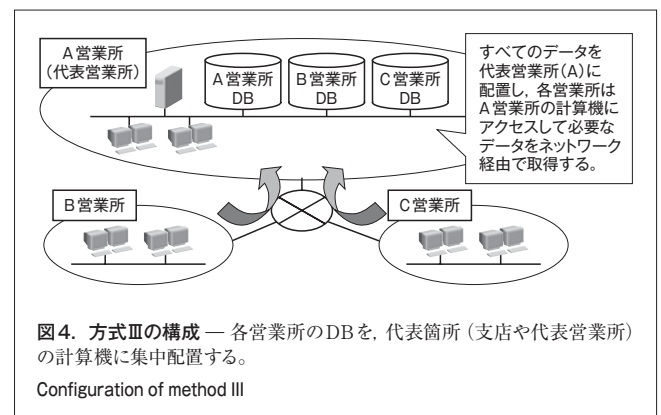 A営業所
(代表営業所)
A営業所
DB
B営業所
DB
C営業所
DB
すべてのデータを
代表営業所(A)に
配置し，各営業所は
A営業所の計算機に
アクセスして必要な
データをネットワーク
経由で取得する。
B営業所
C営業所
図4．方式Ⅲの構成 — 各営業所のDBを，代表箇所（支店や代表営業所）
の計算機に集中配置する。
Configuration of method III